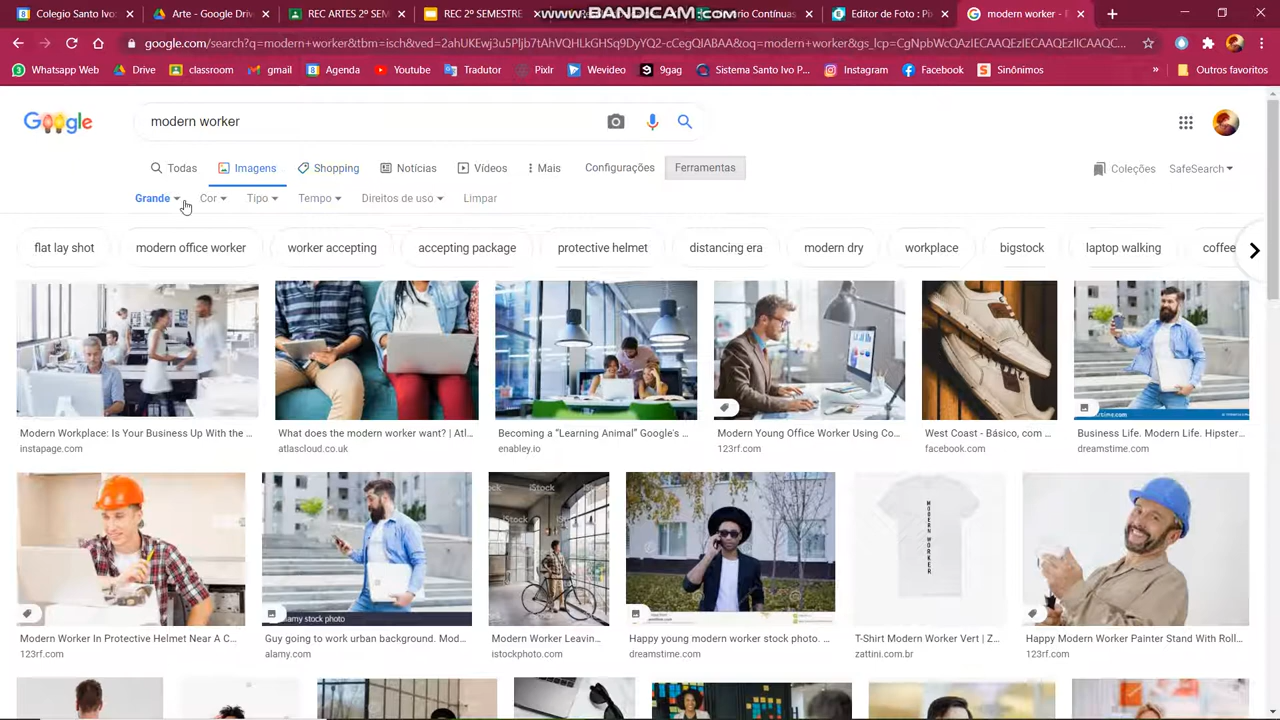 Colegio Santo Ivo:
Arte - Google Drive
REC ARTES 2º SEM
REC 2º SEMESTRE
www.BANDICAM.com
rio Contínuas
Editor de Foto : Pi
modern worker -
google.com/search?q=modern+worker&tbm=isch&ved=2ahUKEwj3u5Pljb7tAhVQHLkGHSq9DyYQ2-cCegQIABAA&oq=modern+worker&gs_lcp=CgNpbWcQAzIECAAQEzIECAAQEzIICAAQC...
Whatsapp Web
Drive
classroom
gmail
Agenda
Youtube
Tradutor
Pixlr
Wevideo
9gag
Sistema Santo Ivo P...
Instagram
Facebook
Sinônimos
»
Outros favoritos
Google
modern worker
Todas
Imagens
Shopping
Notícias
Vídeos
Mais
Configurações
Ferramentas
Coleções
SafeSearch
Grande
Cor
Tipo
Tempo
Direitos de uso
Limpar
flat lay shot
modern office worker
worker accepting
accepting package
protective helmet
distancing era
modern dry
workplace
bigstock
laptop walking
coffee
Modern Workplace: Is Your Business Up With the ...
instapage.com
What does the modern worker want? | Atl...
atlascloud.co.uk
Becoming a “Learning Animal” Google's ...
enabley.io
Modern Young Office Worker Using Co...
123rf.com
West Coast - Básico, com ...
facebook.com
Business Life. Modern Life. Hipster...
dreamstime.com
iStock
iStock
alamy stock photo
MODERN WORKER
Modern Worker In Protective Helmet Near A C...
123rf.com
Guy going to work urban background. Mod...
alamy.com
Modern Worker Leavin...
istockphoto.com
Happy young modern worker stock photo. ...
dreamstime.com
T-Shirt Modern Worker Vert | Z...
zattini.com.br
Happy Modern Worker Painter Stand With Roll...
123rf.com